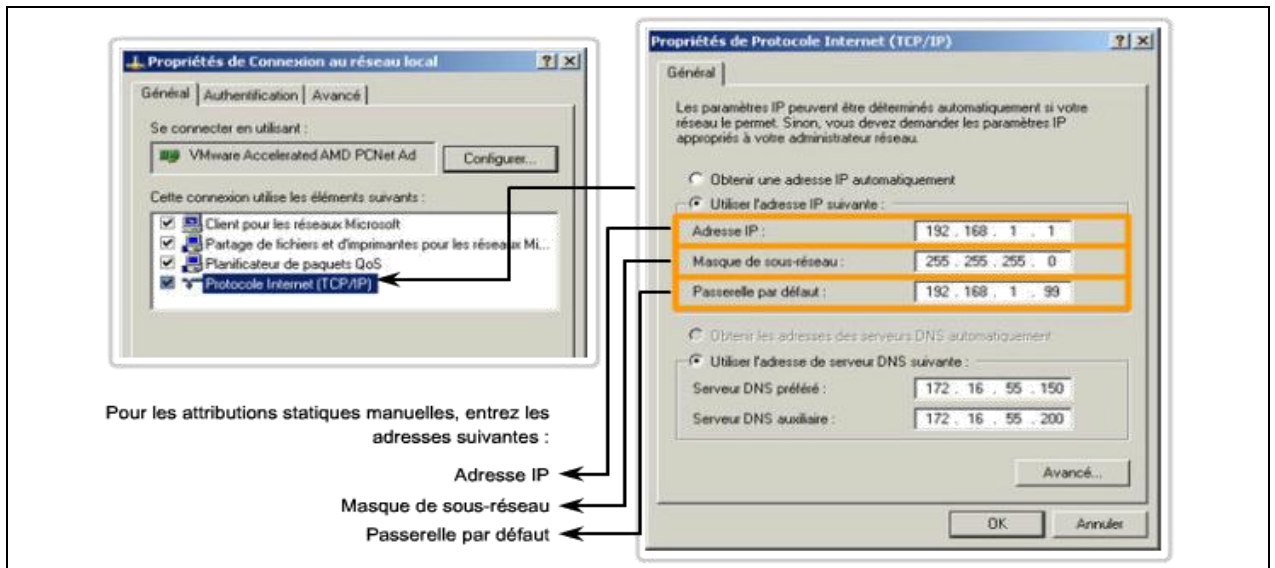 Propriétés de Connexion au réseau local
Général
Authentification
Avancé
Se connecter en utilisant :
VMware Accelerated AMD PCNet Ad
Configurer...
Cette connexion utilise les éléments suivants :
Client pour les réseaux Microsoft
Partage de fichiers et d'imprimantes pour les réseaux Mi...
Planificateur de paquets QoS
Protocole Internet (TCP/IP)
Pour les attributions statiques manuelles, entrez les
adresses suivantes :
Adresse IP
Masque de sous-réseau
Passerelle par défaut
Propriétés de Protocole Internet (TCP/IP)
Général
Les paramètres IP peuvent être déterminés automatiquement si votre
réseau le permet. Sinon, vous devez demander les paramètres IP
appropriés à votre administrateur réseau.
Obtenir une adresse IP automatiquement
Utiliser l'adresse IP suivante :
Adresse IP : 192 . 168 . 1 . 1
Masque de sous-réseau : 255 . 255 . 255 . 0
Passerelle par défaut : 192 . 168 . 1 . 99
Obtenir les adresses des serveurs DNS automatiquement
Utiliser l'adresse de serveur DNS suivante :
Serveur DNS préféré : 172 . 16 . 55 . 150
Serveur DNS auxiliaire : 172 . 16 . 55 . 200
Avancé...
OK
Annuler